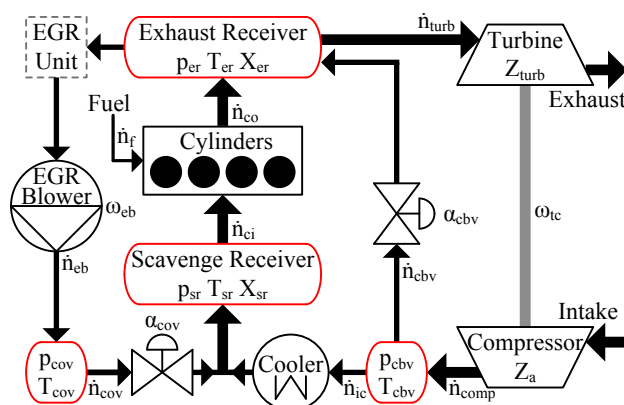 EGR
Unit
Exhaust Receiver
p_er T_er X_er
ṅ_turb
Turbine
Z_turb
Exhaust
Fuel
ṅ_f
ṅ_co
Cylinders
EGR
Blower
ω_eb
α_cbv
ω_tc
ṅ_ci
ṅ_eb
ṅ_cbv
Scavenge Receiver
p_sr T_sr X_sr
α_cov
Intake
p_cov
T_cov
ṅ_cov
Cooler
ṅ_ic
p_cbv
T_cbv
ṅ_comp
Compressor
Z_a